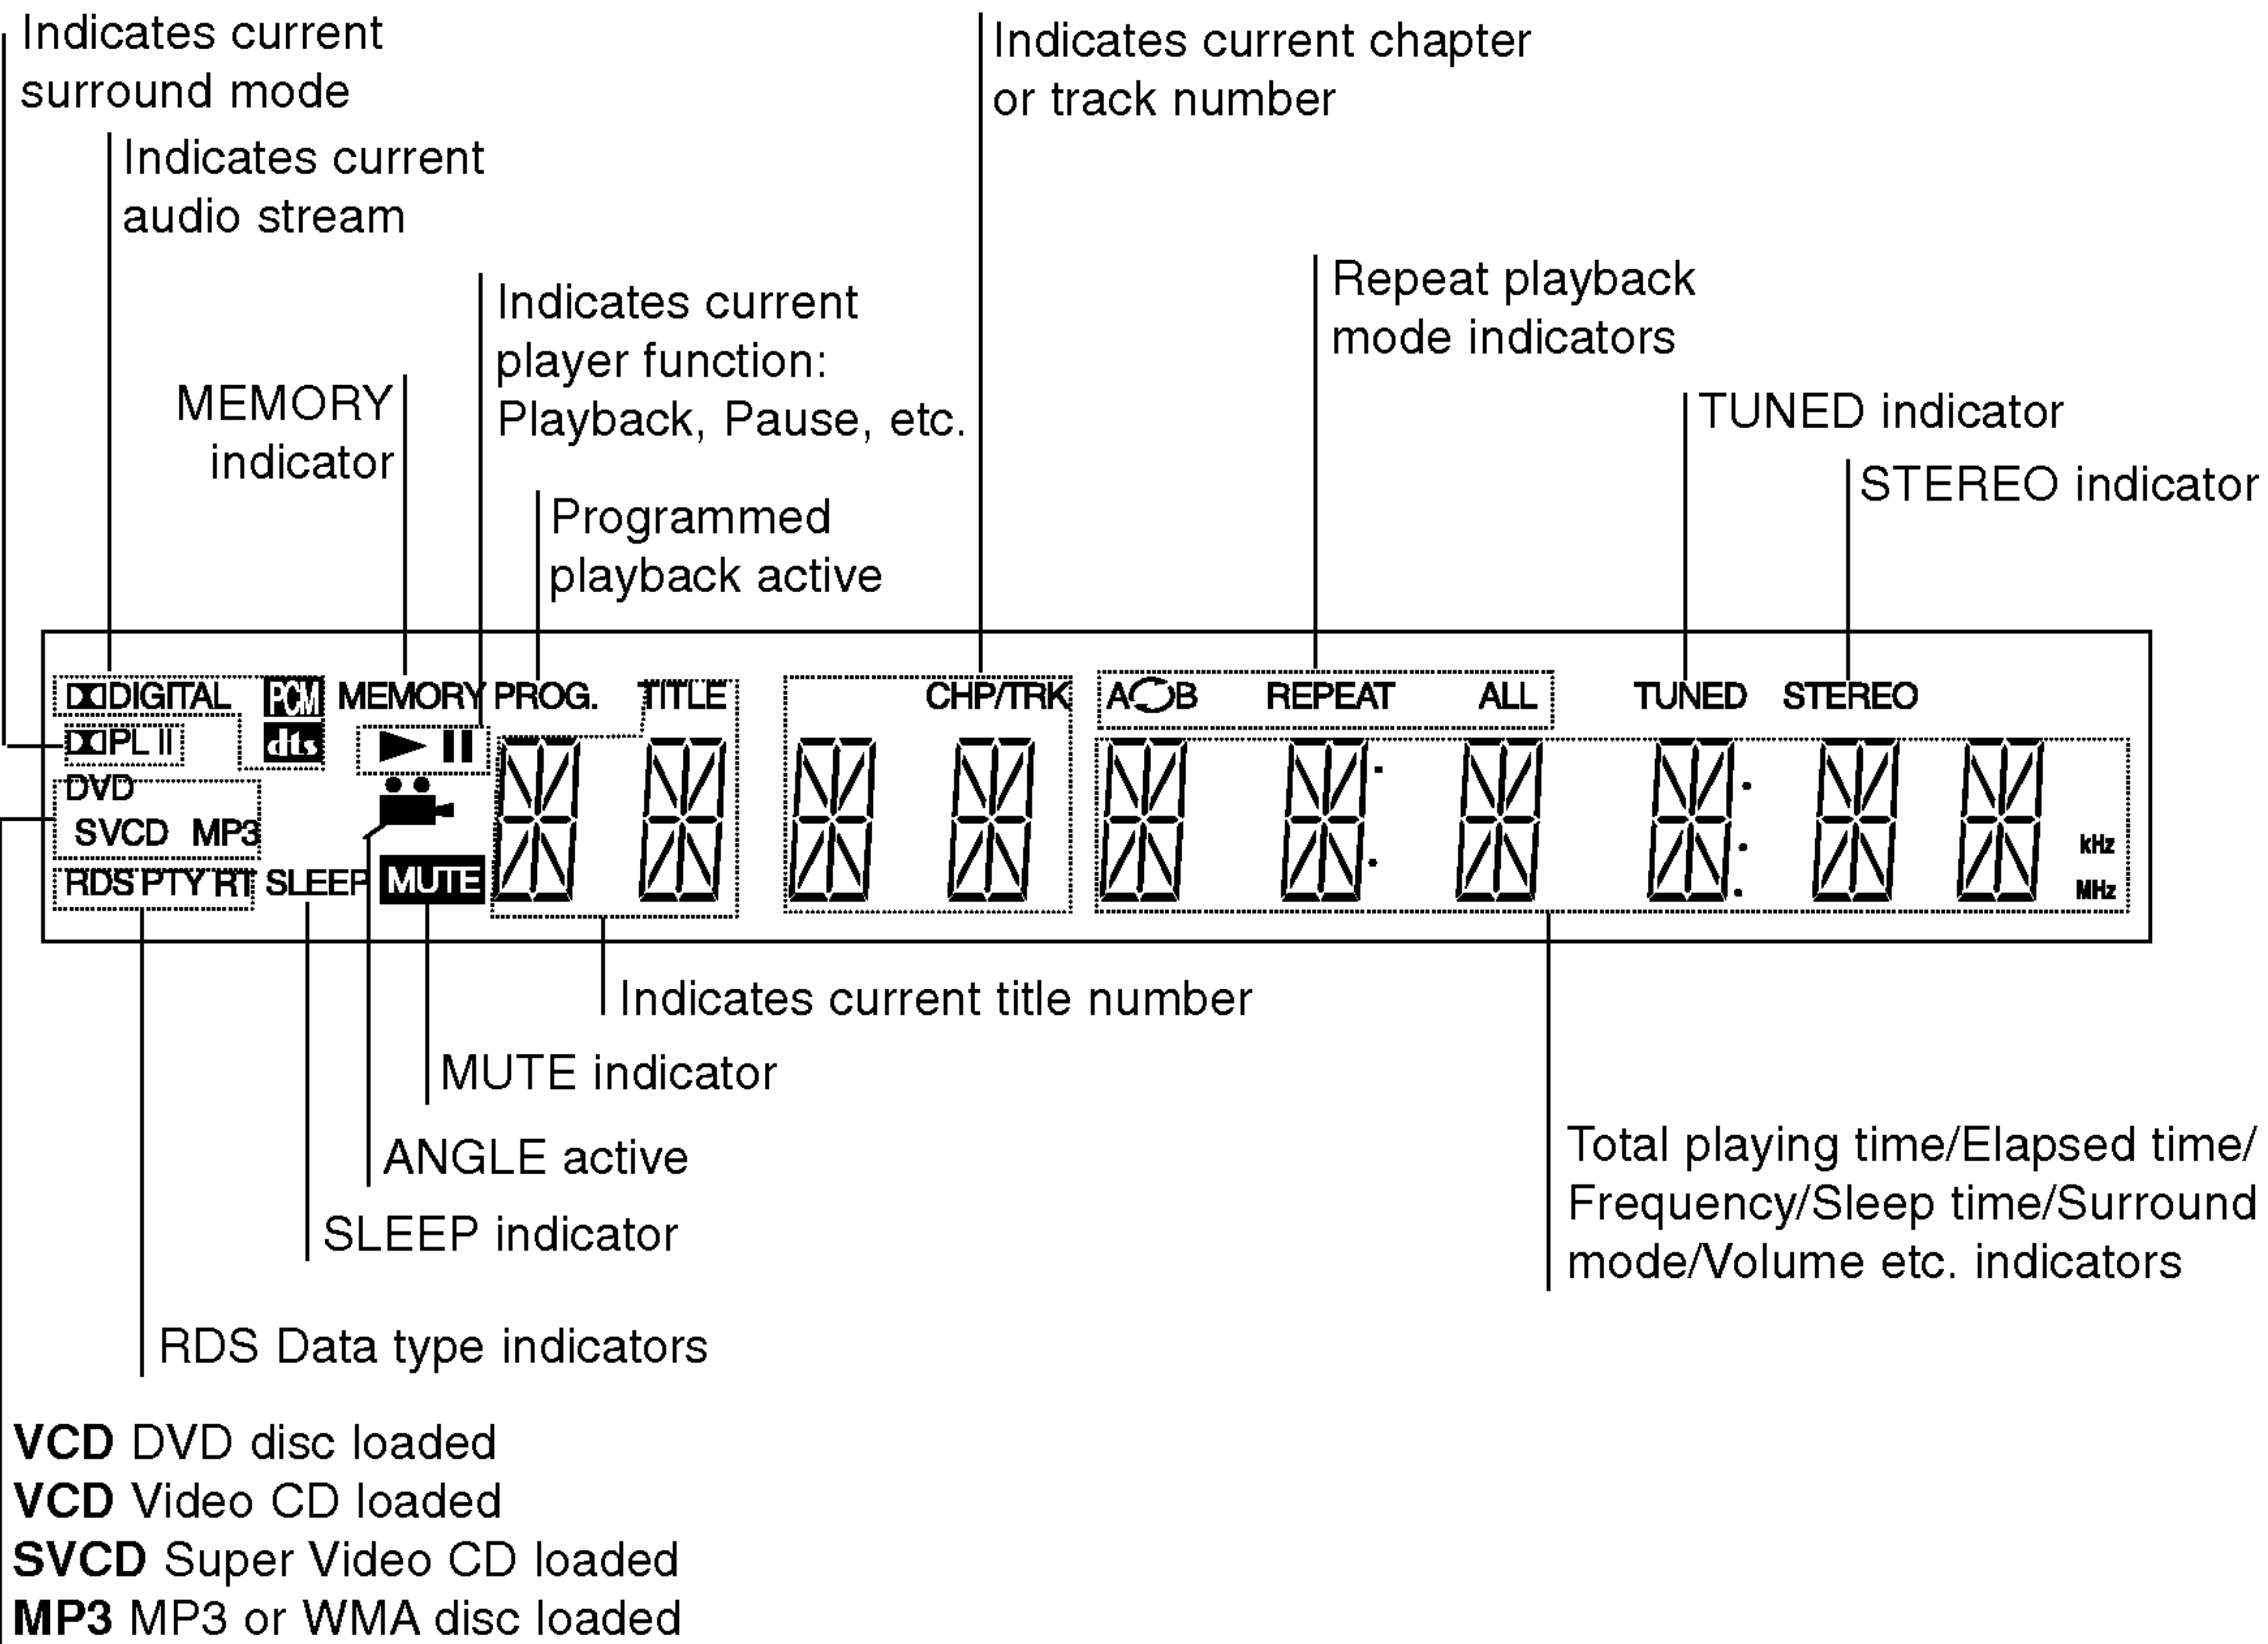 Indicates current
surround mode
Indicates current chapter
or track number
Indicates current
audio stream
Indicates current
player function:
Playback, Pause, etc.
Repeat playback
mode indicators
MEMORY
indicator
TUNED indicator
STEREO indicator
Programmed
playback active
DIGITAL PCM MEMORY PROG. TITLE CHP/TRK A B REPEAT ALL TUNED STEREO
PL II dts
DVD
SVCD MP3
kHz
RDS PTY RT SLEEP MUTE
MHz
Indicates current title number
MUTE indicator
ANGLE active
SLEEP indicator
Total playing time/Elapsed time/
Frequency/Sleep time/Surround
mode/Volume etc. indicators
RDS Data type indicators
VCD DVD disc loaded
VCD Video CD loaded
SVCD Super Video CD loaded
MP3 MP3 or WMA disc loaded